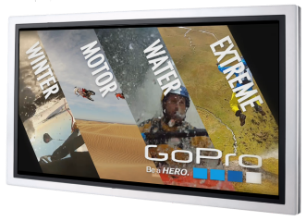 WINTER
MOTOR
WATER
EXTREME
GoPro
Be a HERO.